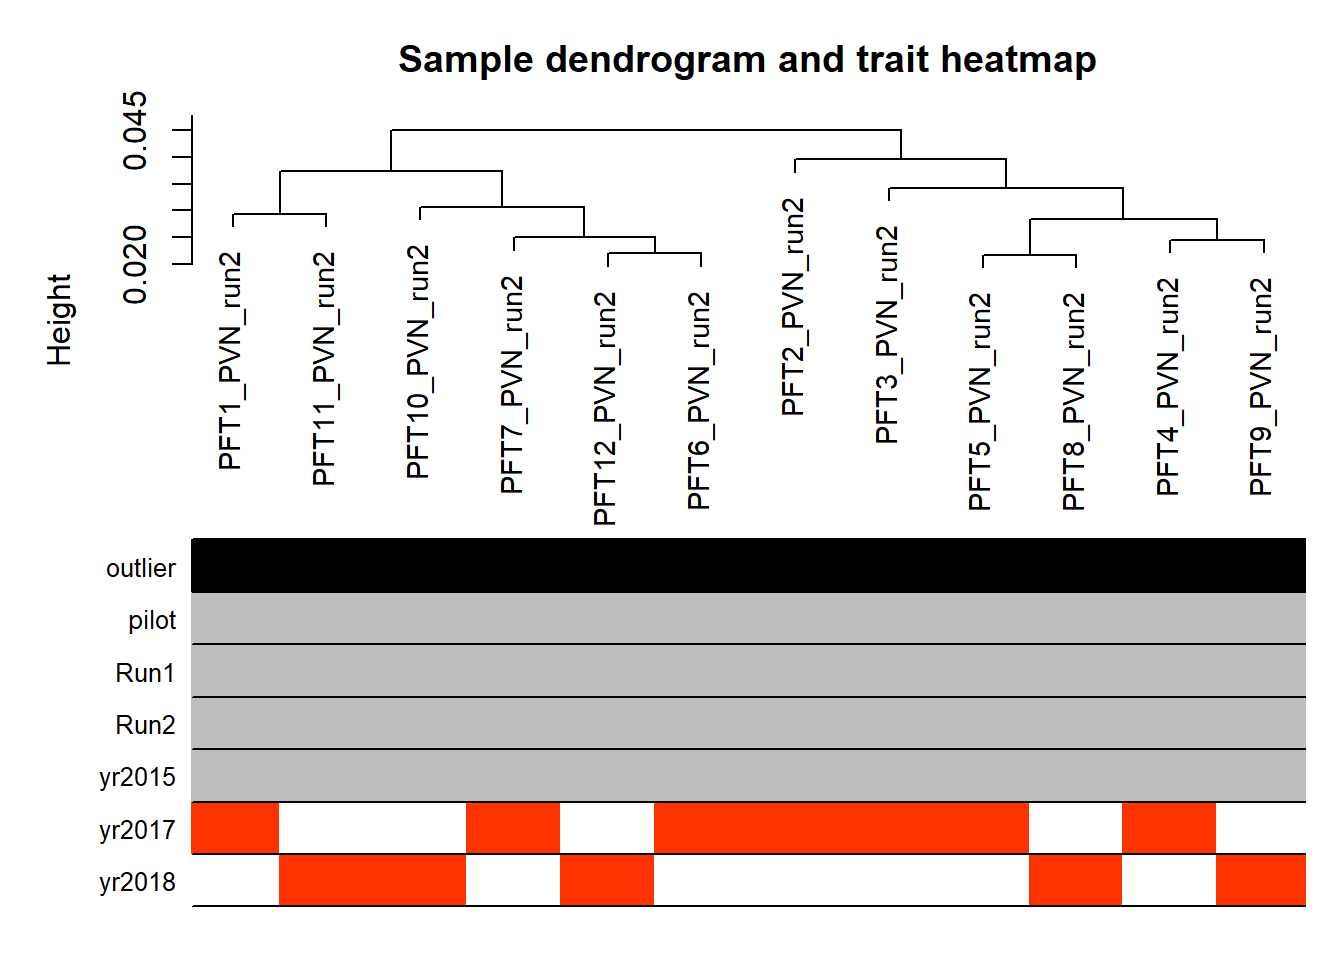 Sample dendrogram and trait heatmap
0.045
0.020
Height
PFT1_PVN_run2
PFT11_PVN_run2
PFT10_PVN_run2
PFT7_PVN_run2
PFT12_PVN_run2
PFT6_PVN_run2
PFT2_PVN_run2
PFT3_PVN_run2
PFT5_PVN_run2
PFT8_PVN_run2
PFT4_PVN_run2
PFT9_PVN_run2
outlier
pilot
Run1
Run2
yr2015
yr2017
yr2018